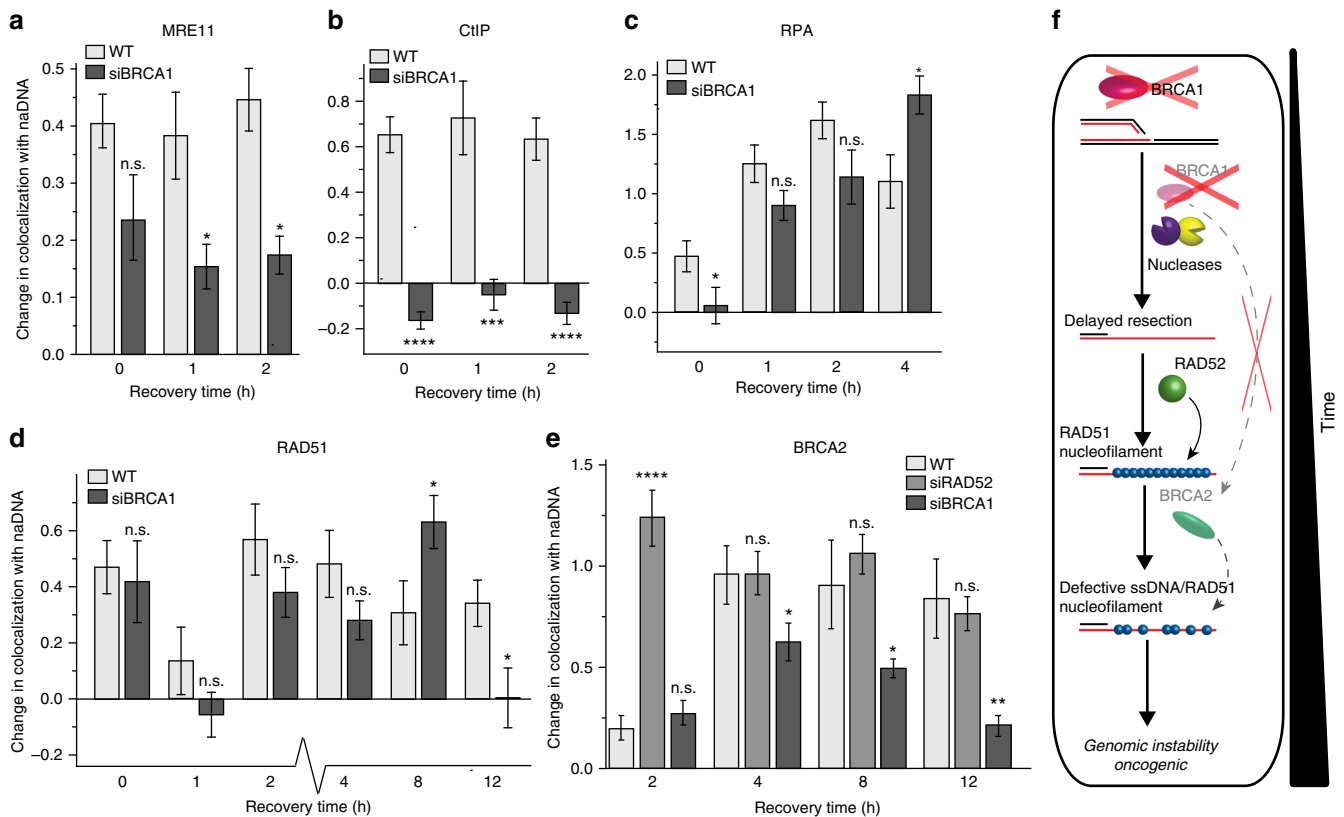 a
MRE11
WT
siBRCA1
Change in colocalization with naDNA
0.5
0.4
0.3
0.2
0.1
0.0
n.s.
*
*
0 1 2
Recovery time (h)
b
CtIP
WT
siBRCA1
0.8
0.6
0.4
0.2
0.0
−0.2
****
***
****
0 1 2
Recovery time (h)
c
RPA
WT
siBRCA1
2.0
1.5
1.0
0.5
0.0
*
n.s.
n.s.
*
0 1 2 4
Recovery time (h)
d
RAD51
WT
siBRCA1
Change in colocalization with naDNA
0.6
0.4
0.2
0.0
−0.2
n.s.
n.s.
n.s.
n.s.
*
*
0 1 2 4 8 12
Recovery time (h)
e
BRCA2
WT
siRAD52
siBRCA1
Change in colocalization with naDNA
1.5
1.0
0.5
0.0
****
n.s.
n.s.
*
n.s.
*
n.s.
**
2 4 8 12
Recovery time (h)
f
BRCA1
BRCA1
Nucleases
Delayed resection
RAD52
RAD51
nucleofilament
BRCA2
Defective ssDNA/RAD51
nucleofilament
Genomic instability
oncogenic
Time